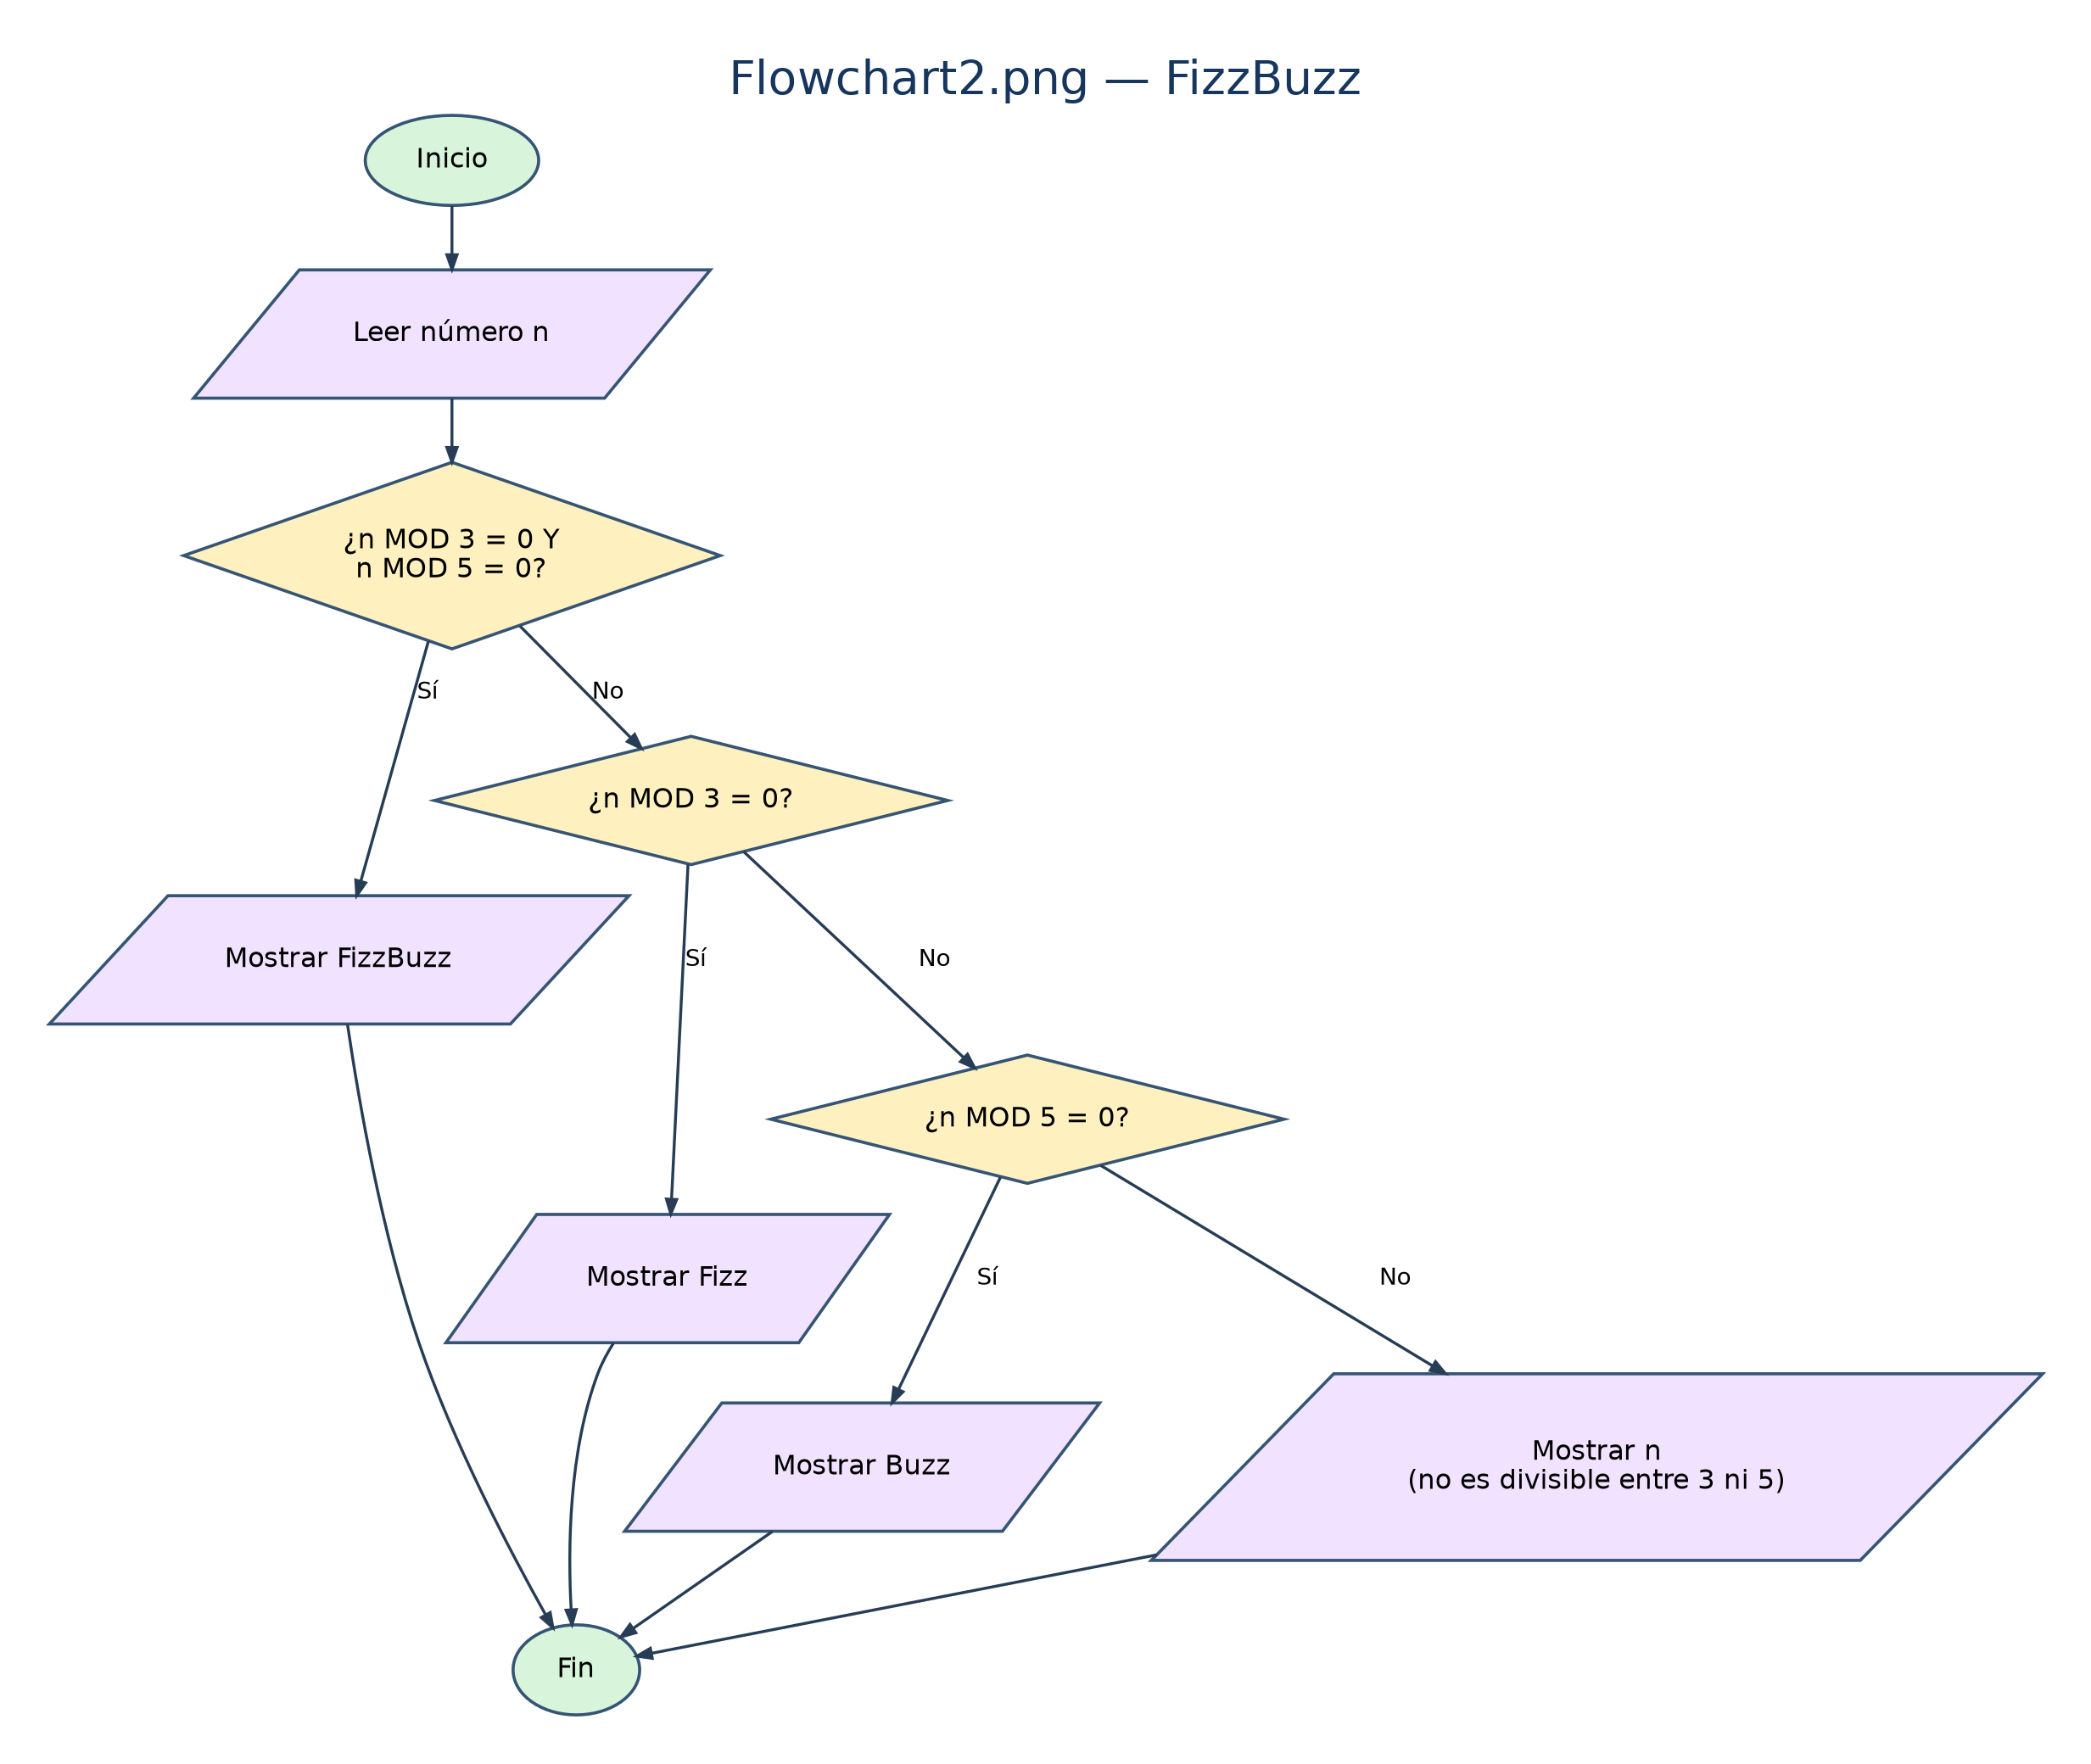 Flowchart2.png — FizzBuzz
Inicio
Leer número n
¿n MOD 3 = 0 Y
n MOD 5 = 0?
Sí
No
¿n MOD 3 = 0?
Mostrar FizzBuzz
Sí
No
¿n MOD 5 = 0?
Mostrar Fizz
Sí
No
Mostrar Buzz
Mostrar n
(no es divisible entre 3 ni 5)
Fin